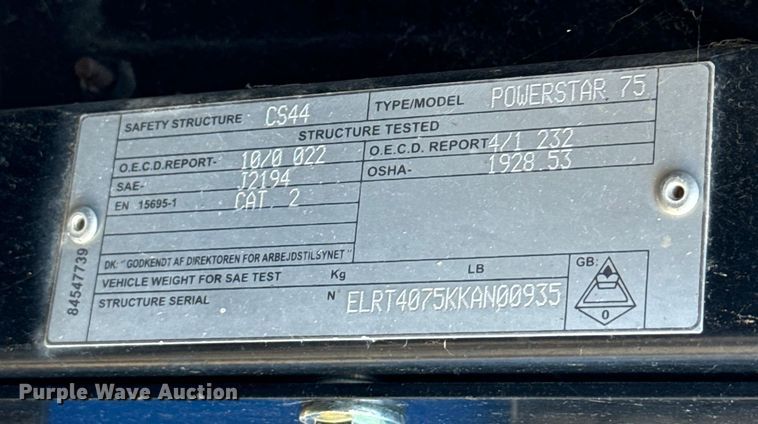 SAFETY STRUCTURE CS44 TYPE/MODEL POWERSTAR 75
STRUCTURE TESTED
O.E.C.D.REPORT- 10/0 022 O.E.C.D. REPORT 4/1 232
SAE- J2194 OSHA- 1928.53
EN 15695-1 CAT. 2
DK: "GODKENDT AF DIREKTOREN FOR ARBEJDSTILSYNET"
VEHICLE WEIGHT FOR SAE TEST Kg LB
STRUCTURE SERIAL N ELRT4075KKAN00935
GB:
0
84547739
Purple Wave Auction